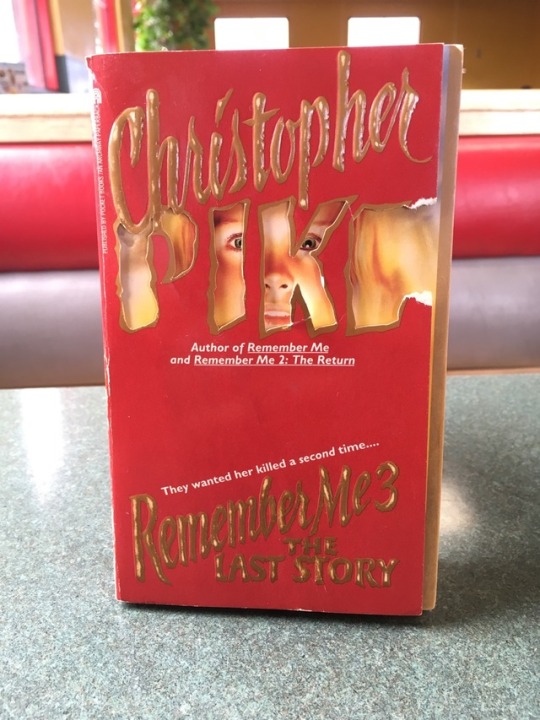 Christopher
PIKE
Author of Remember Me
and Remember Me 2: The Return
They wanted her killed a second time....
Remember Me 3
THE
LAST STORY